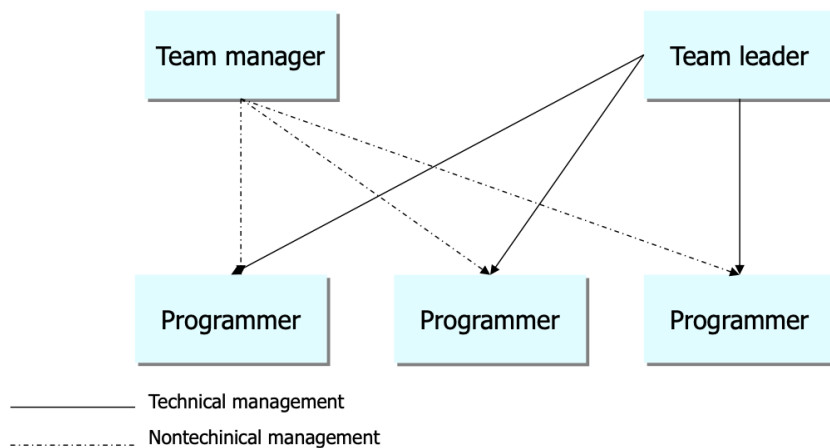 Team manager
Team leader
Programmer
Programmer
Programmer
Technical management
Nontechinical management